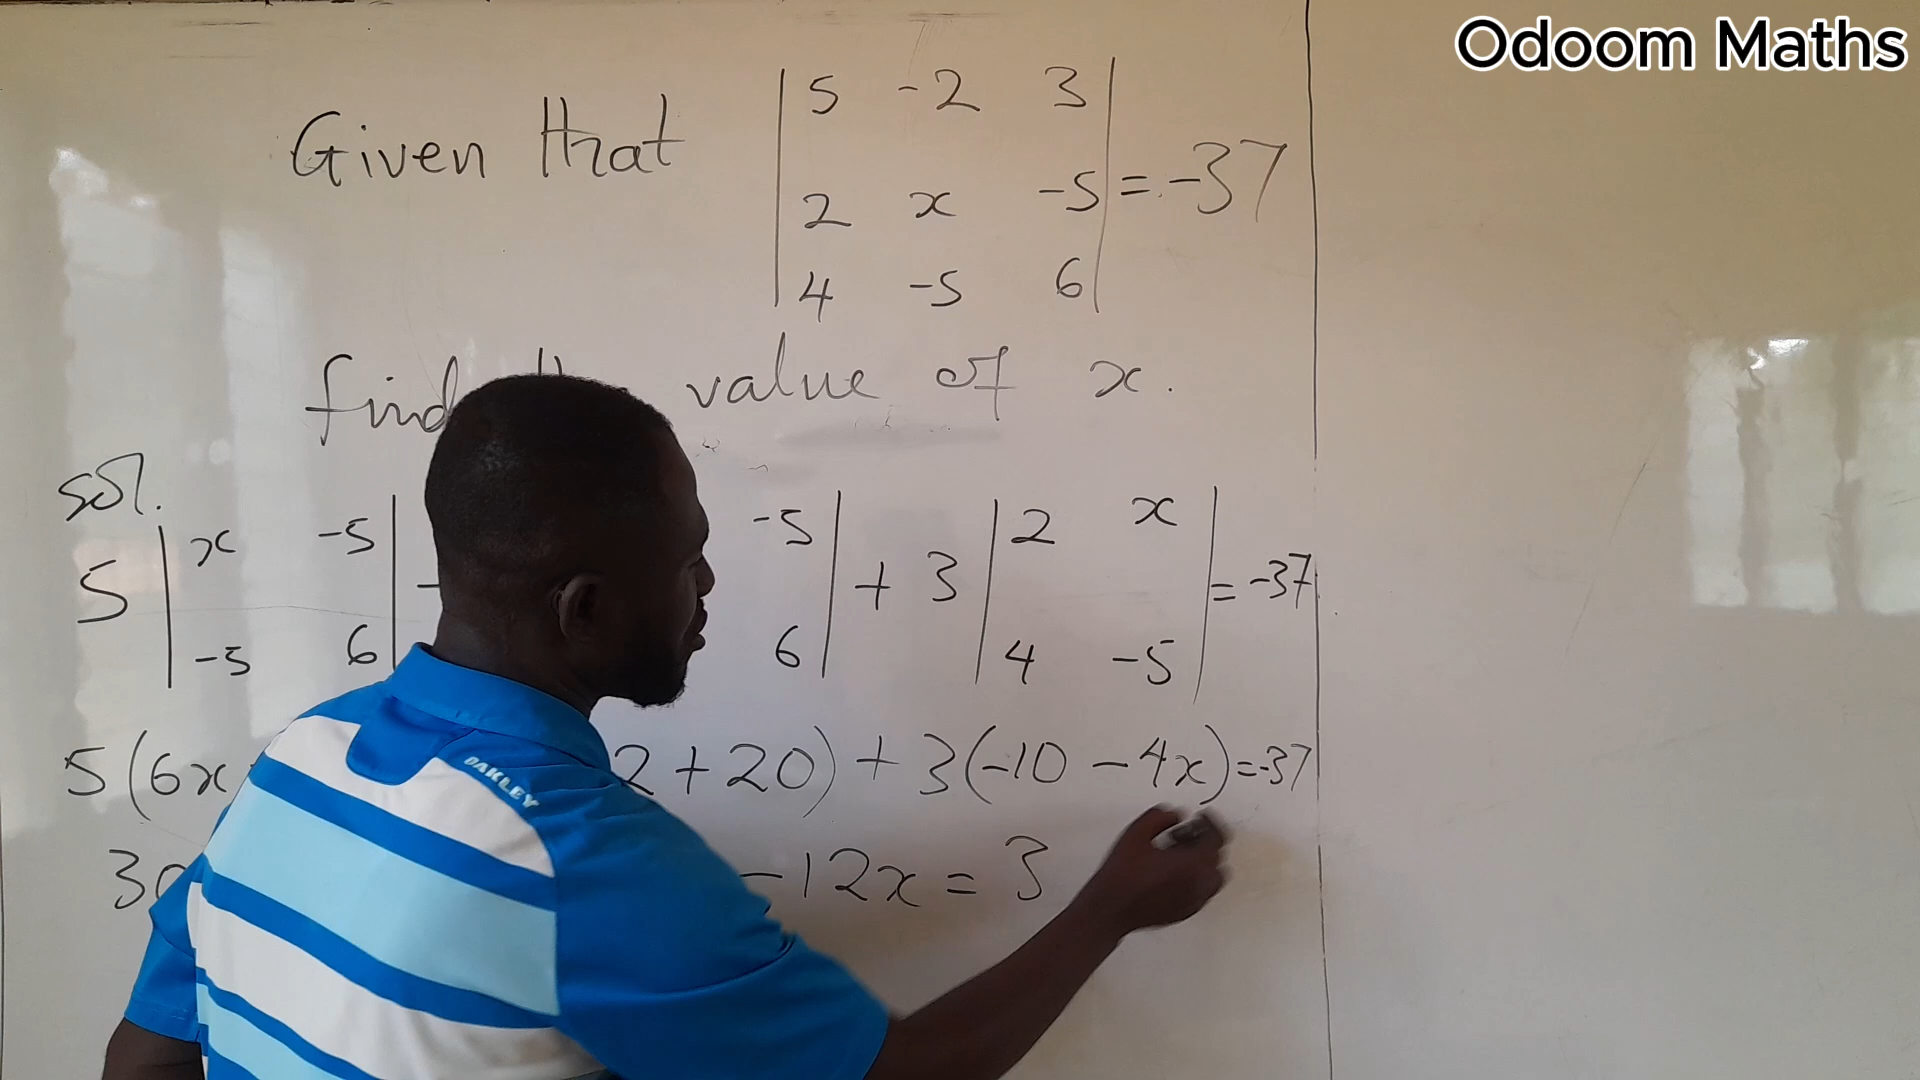 Odoom Maths
Given that | 5 -2 3 |
| 2 x -5 | = -37
| 4 -5 6 |
find value of x.
sol.
5 | x -5 | - -5 | + 3 | 2 x | = -37
| -5 6 | 6 | | 4 -5 |
5(6x 2+20) + 3(-10 - 4x) = -37
OAKLEY
30 - 12x = 3